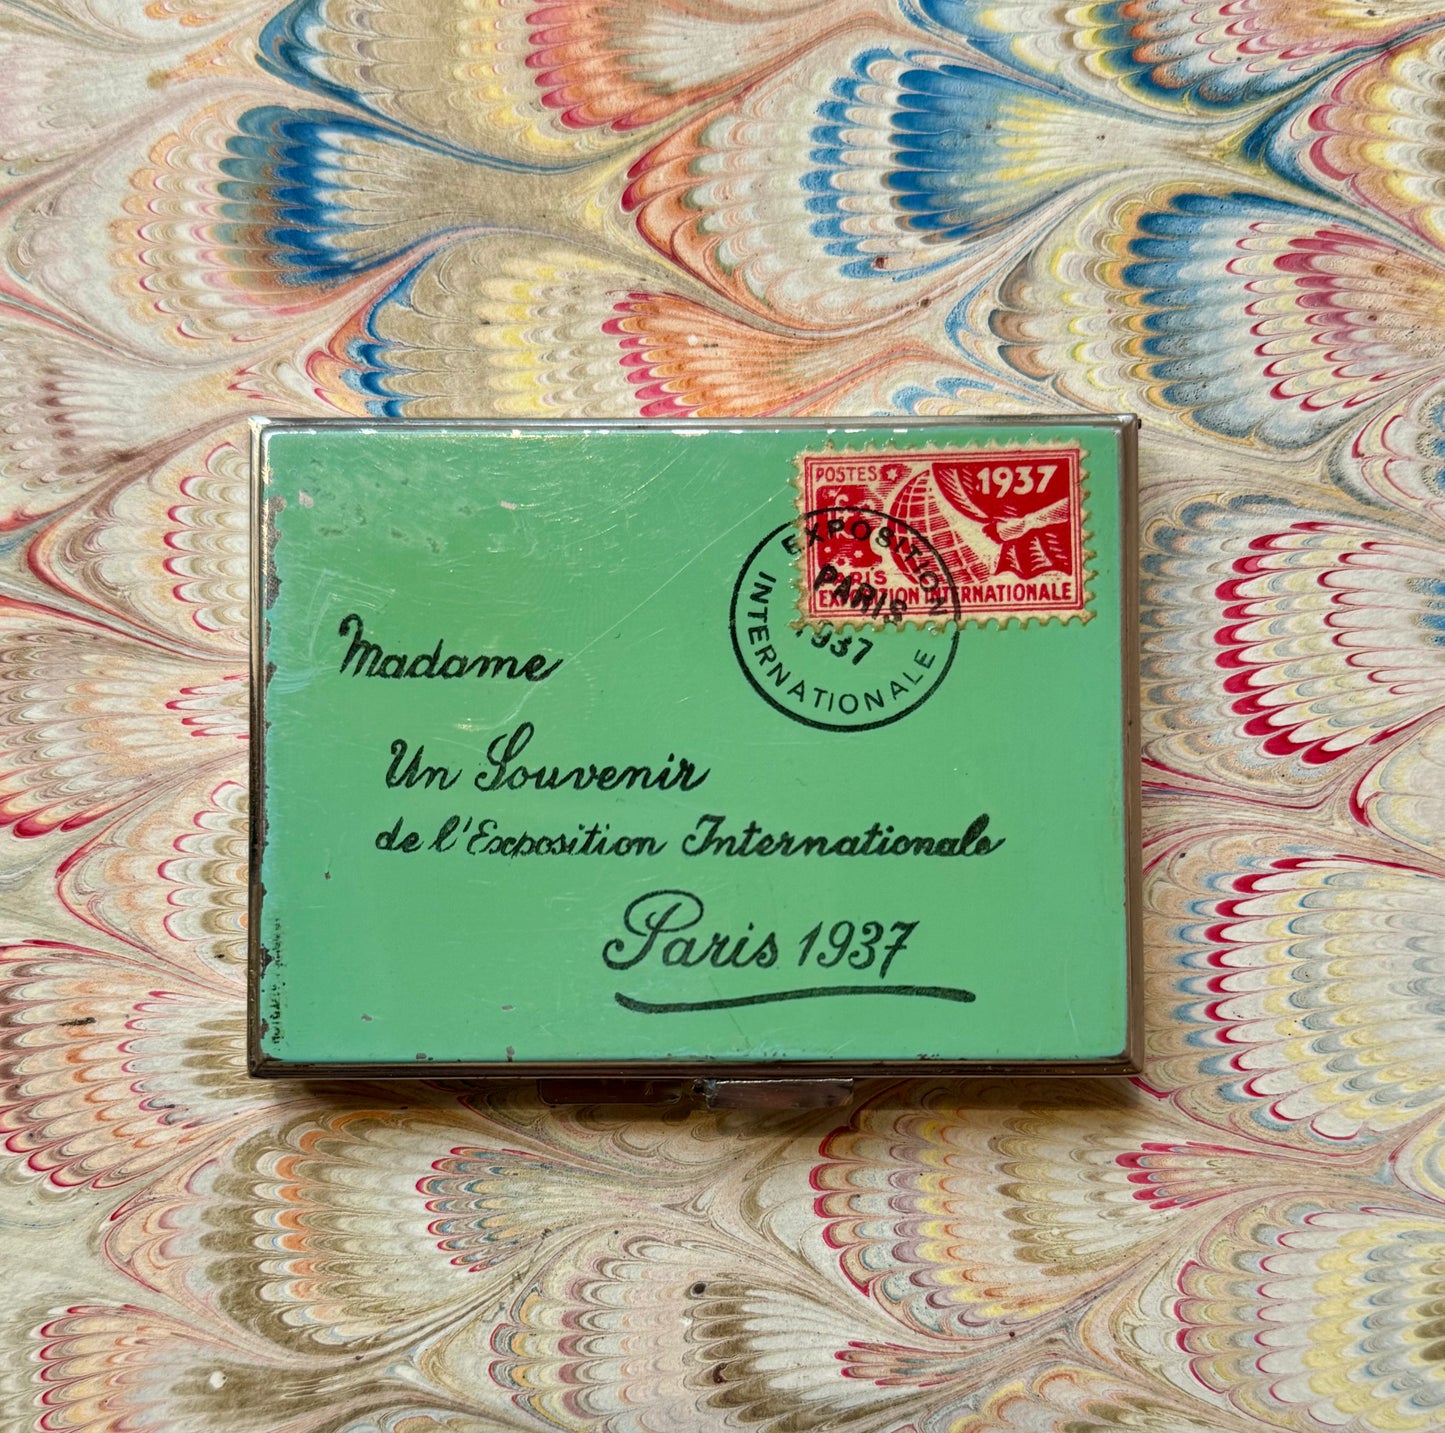 POSTES
1937
PARIS
EXPOSITION INTERNATIONALE
EXPOSITION
PARIS
1937
INTERNATIONALE
Madame
Un Souvenir
de l'Exposition Internationale
Paris 1937